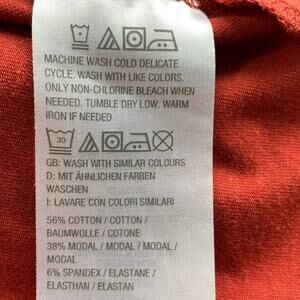 MACHINE WASH COLD DELICATE
CYCLE. WASH WITH LIKE COLORS.
ONLY NON-CHLORINE BLEACH WHEN
NEEDED. TUMBLE DRY LOW. WARM
IRON IF NEEDED
30
GB: WASH WITH SIMILAR COLOURS
D: MIT ÄHNLICHEN FARBEN
WASCHEN
I: LAVARE CON COLORI SIMILARI
56% COTTON / COTTON /
BAUMWOLLE / COTONE
38% MODAL / MODAL / MODAL /
MODAL
6% SPANDEX / ELASTANE /
ELASTHAN / ELASTAN